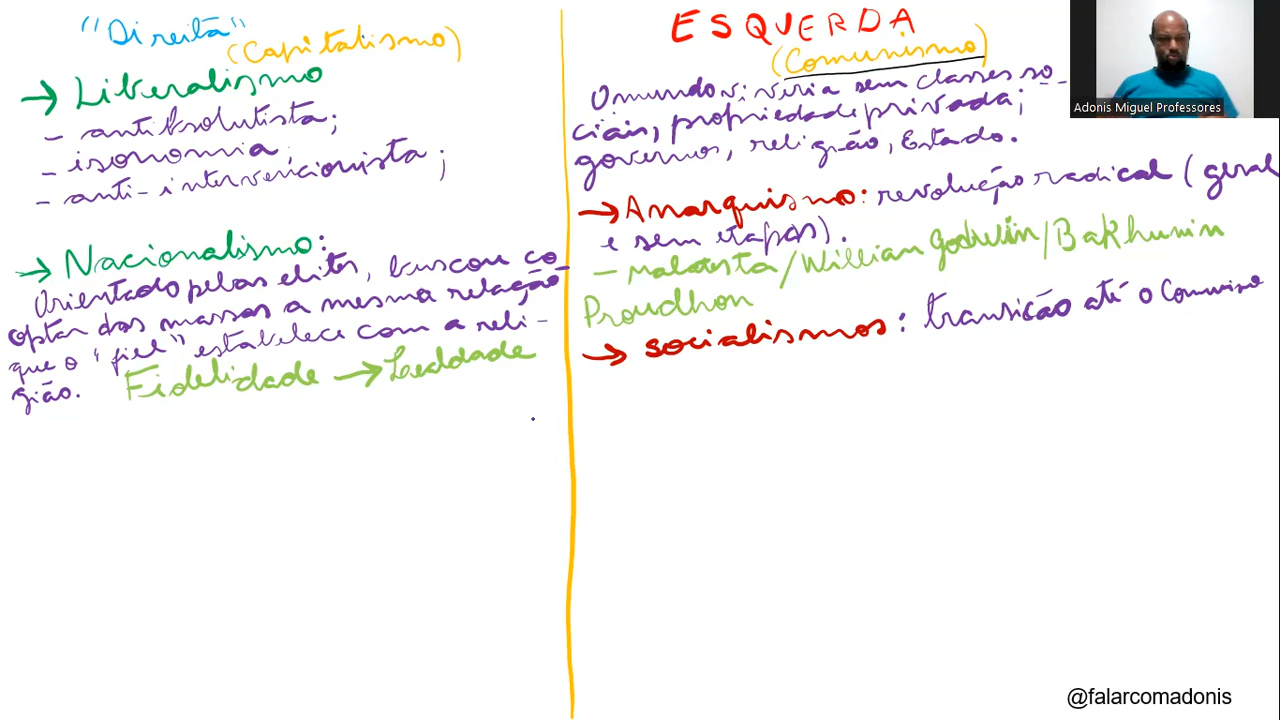 "Direita"
(Capitalismo)
→ Liberalismo
- antiabsolutista;
- isonomia;
- anti-intervencionista;
→ Nacionalismo:
Orientado pelas elites, buscou co-
optar das massas a mesma relação
que o "fiel" estabelece com a reli-
gião.
Fidelidade → Lealdade
ESQUERDA
(Comunismo)
O mundo viveria sem classes so-
ciais, propriedade privada;
governos, religião, Estado.
→ Anarquismo: revolução radical (geral
e sem etapas).
- Malatesta / Willian Godwin / Bakhunin
Proudhon
→ socialismos: transição até o Comunismo
Adonis Miguel Professores
@falarcomadonis